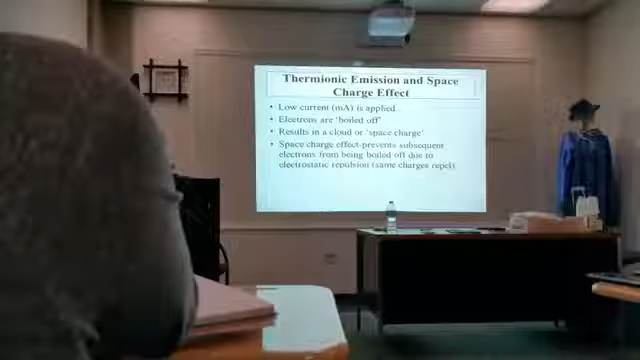 Thermionic Emission and Space
Charge Effect
• Low current (mA) is applied
• Electrons are 'boiled off'
• Results in a cloud or 'space charge'
• Space charge effect-prevents subsequent
electrons from being boiled off due to
electrostatic repulsion (same charges repel)